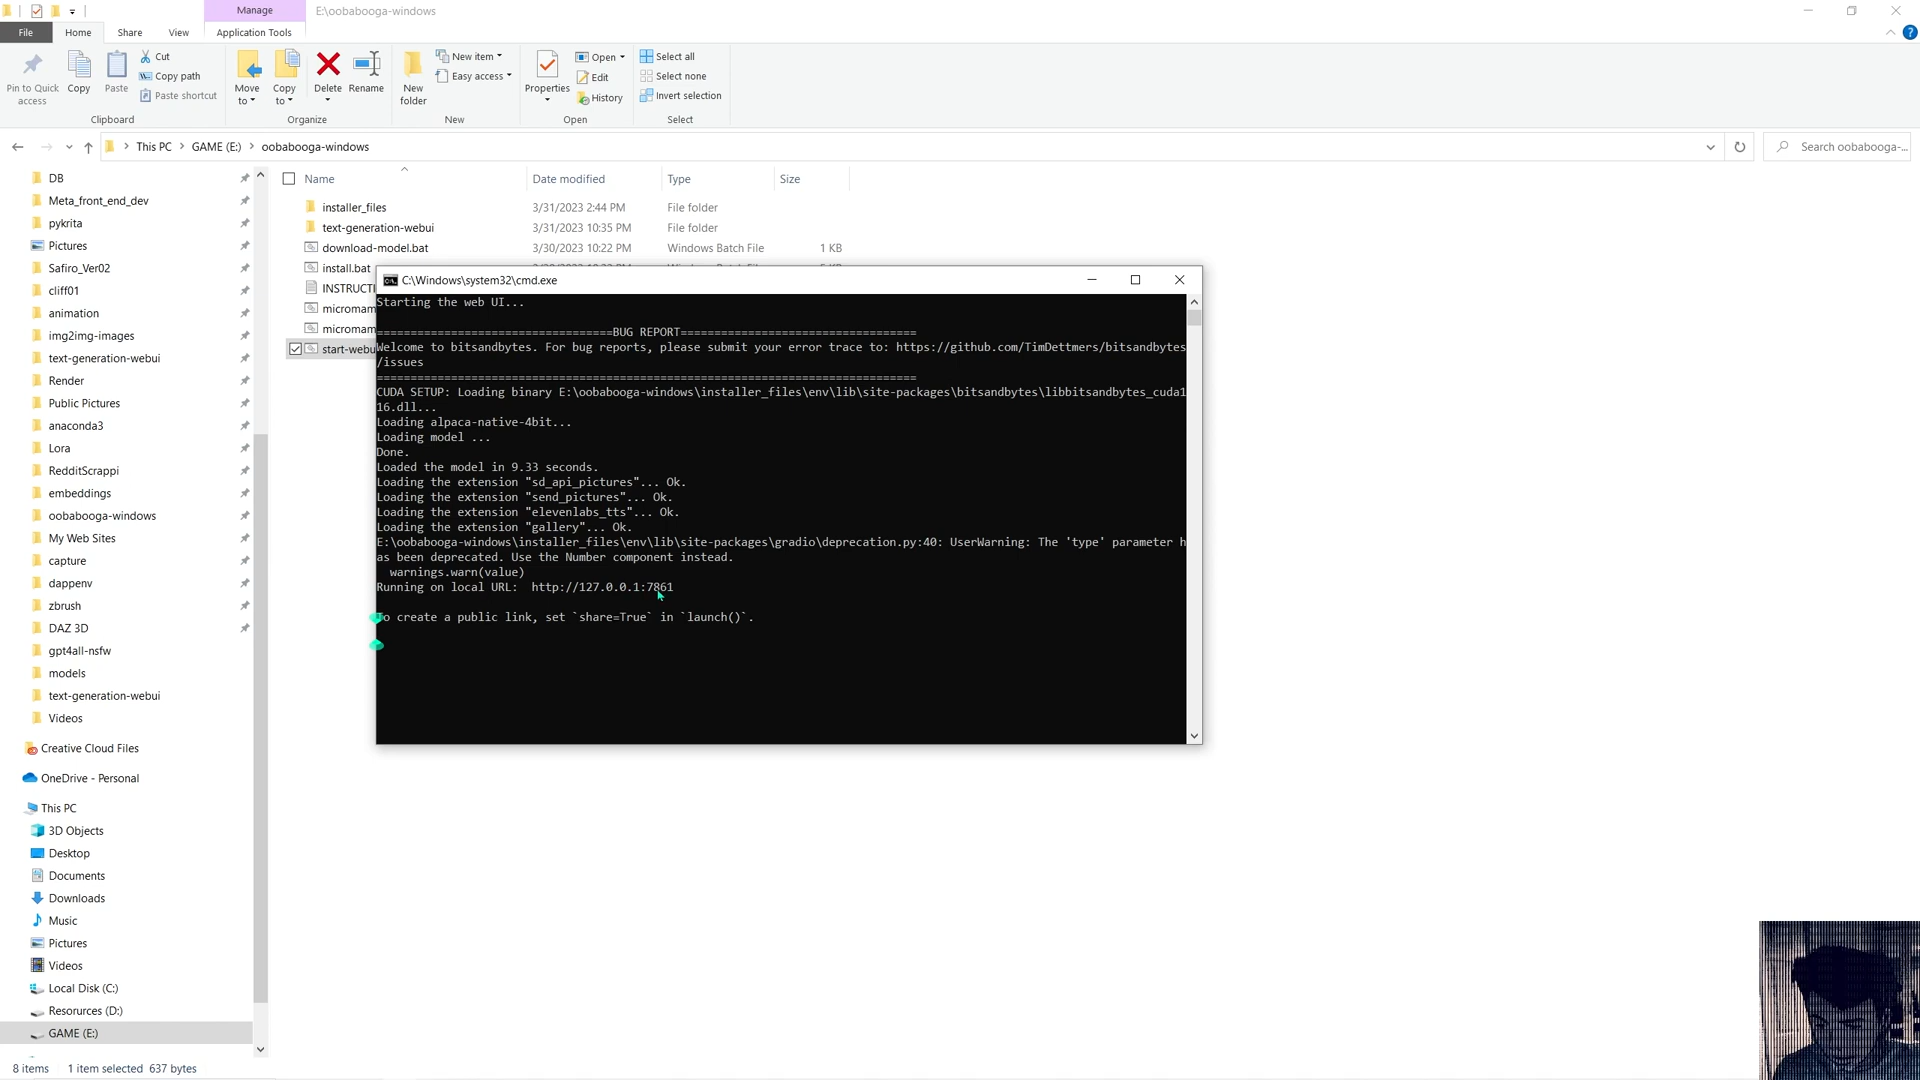 Manage
E:\oobabooga-windows
File
Home
Share
View
Application Tools
Pin to Quick
access
Copy
Paste
Cut
Copy path
Paste shortcut
Clipboard
Move
to
Copy
to
Delete
Rename
Organize
New
folder
New item
Easy access
New
Properties
Open
Edit
History
Open
Select all
Select none
Invert selection
Select
This PC
GAME (E:)
oobabooga-windows
Search oobabooga-...
DB
Meta_front_end_dev
pykrita
Pictures
Safiro_Ver02
cliff01
animation
img2img-images
text-generation-webui
Render
Public Pictures
anaconda3
Lora
RedditScrappi
embeddings
oobabooga-windows
My Web Sites
capture
dappenv
zbrush
DAZ 3D
gpt4all-nsfw
models
text-generation-webui
Videos
Creative Cloud Files
OneDrive - Personal
This PC
3D Objects
Desktop
Documents
Downloads
Music
Pictures
Videos
Local Disk (C:)
Resorurces (D:)
GAME (E:)
Name Date modified Type Size
installer_files 3/31/2023 2:44 PM File folder
text-generation-webui 3/31/2023 10:35 PM File folder
download-model.bat 3/30/2023 10:22 PM Windows Batch File 1 KB
install.bat
INSTRUCTI
micromam
micromam
start-webu
C:\Windows\system32\cmd.exe
Starting the web UI...
===================================BUG REPORT===================================
Welcome to bitsandbytes. For bug reports, please submit your error trace to: https://github.com/TimDettmers/bitsandbytes
/issues
================================================================================
CUDA SETUP: Loading binary E:\oobabooga-windows\installer_files\env\lib\site-packages\bitsandbytes\libbitsandbytes_cuda1
16.dll...
Loading alpaca-native-4bit...
Loading model ...
Done.
Loaded the model in 9.33 seconds.
Loading the extension "sd_api_pictures"... Ok.
Loading the extension "send_pictures"... Ok.
Loading the extension "elevenlabs_tts"... Ok.
Loading the extension "gallery"... Ok.
E:\oobabooga-windows\installer_files\env\lib\site-packages\gradio\deprecation.py:40: UserWarning: The 'type' parameter h
as been deprecated. Use the Number component instead.
warnings.warn(value)
Running on local URL:  http://127.0.0.1:7861
To create a public link, set `share=True` in `launch()`.
8 items
1 item selected 637 bytes